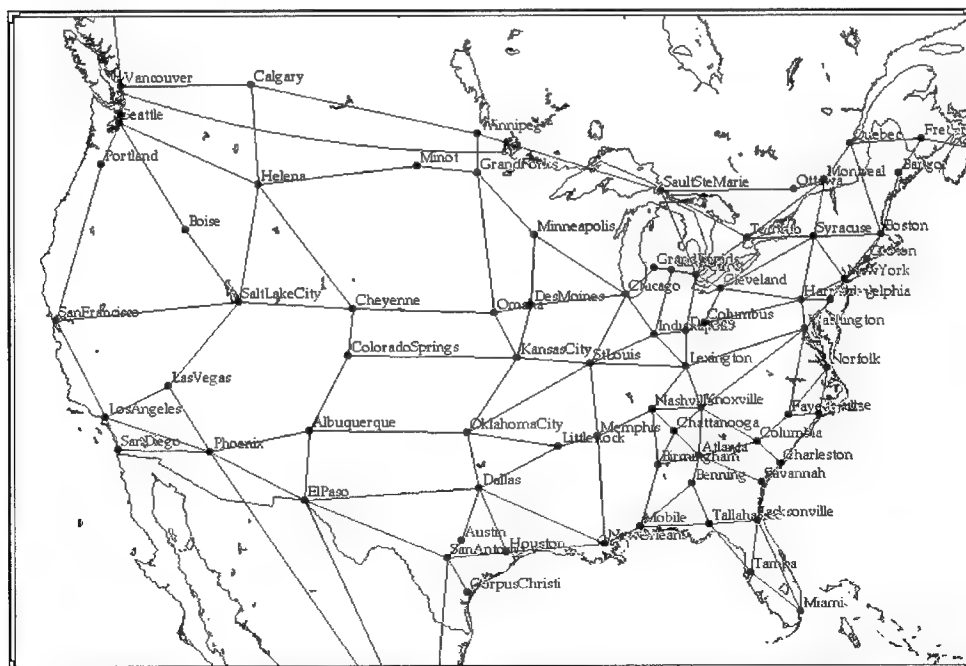 Vancouver
Calgary
Seattle
Winnipeg
Quebec
Portland
Minot
GrandForks
Montreal
Bangor
Helena
SaultSteMarie
Boise
Minneapolis
Toronto
Syracuse
Boston
GrandRapids
SaltLakeCity
Cheyenne
Omaha
DesMoines
Chicago
Cleveland
NewYork
SanFrancisco
Columbus
Washington
ColoradoSprings
KansasCity
StLouis
Lexington
Norfolk
LasVegas
LosAngeles
Nashville
Knoxville
SanDiego
Phoenix
Albuquerque
OklahomaCity
LittleRock
Memphis
Chattanooga
Columbia
Birmingham
Atlanta
Charleston
ElPaso
Dallas
Benning
Savannah
Austin
Houston
NewOrleans
Mobile
Jacksonville
CorpusChristi
Tampa
Miami